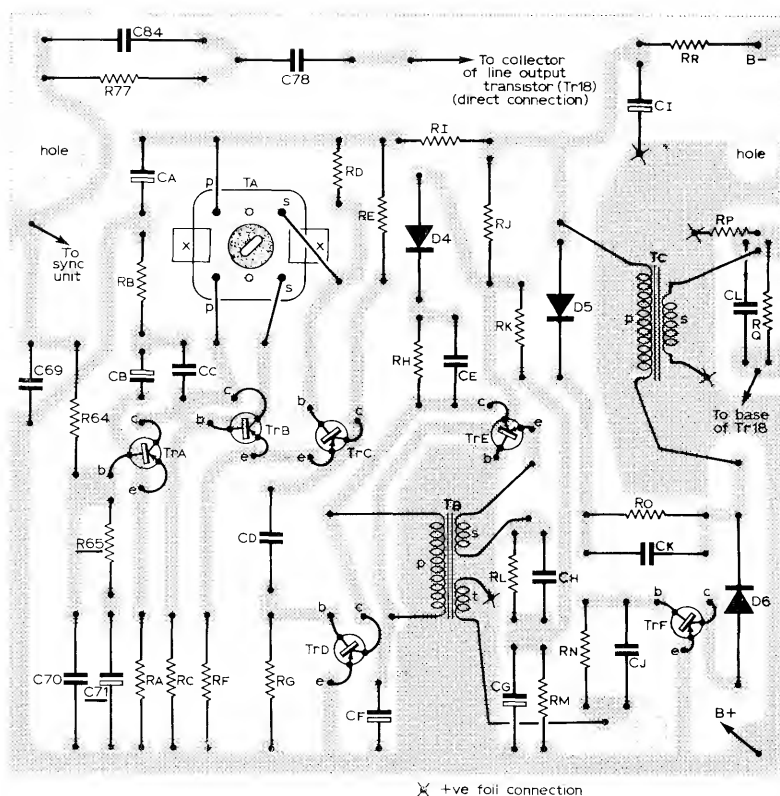 C84
R77
C78
To collector
of line output
transistor (Tr18)
(direct connection)
RR
B-
CI
hole
hole
CA
p
TA
s
RD
RI
RE
RJ
x
x
D4
RP
To
sync
unit
RB
p
s
RK
D5
TC
p
s
CL
RQ
C69
CB
CC
RH
CE
To base
of Tr18
R64
c
b
TrA
e
c
b
TrB
e
b
c
TrC
e
c
e
TrE
b
TB
p
s
t
RO
CK
R65
CD
RL
CH
D6
b
c
TrD
e
RN
CJ
b
c
TrF
e
C70
C71
RA
RC
RF
RG
CF
CG
RM
B+
+ve foil connection